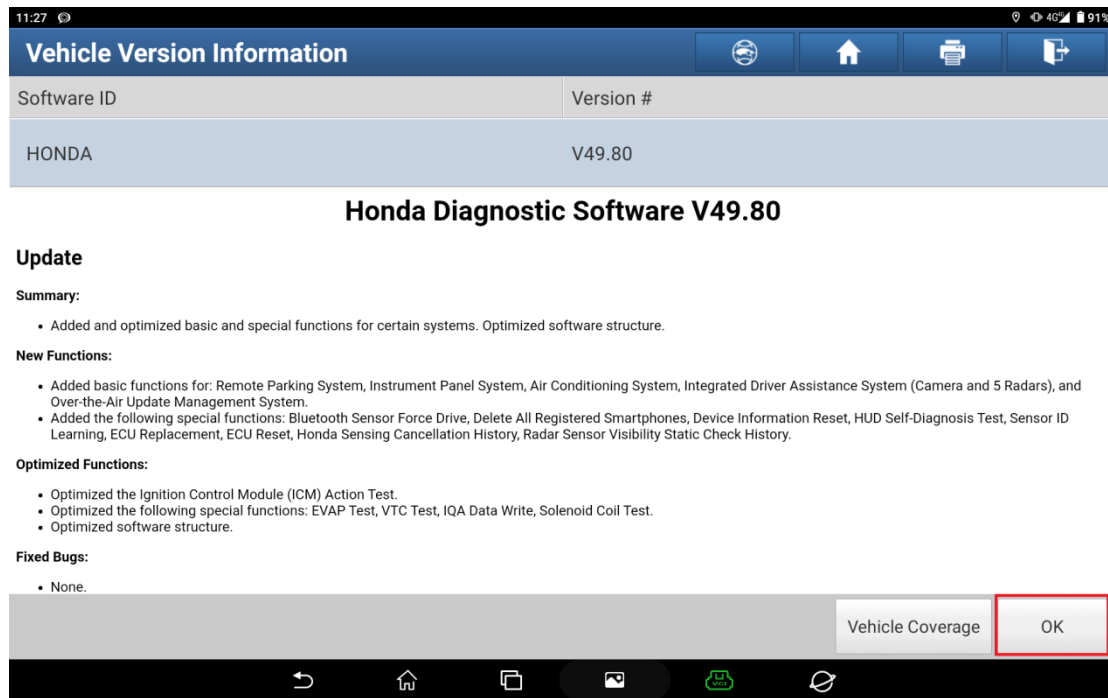 11:27 4G 91%
Vehicle Version Information
Software ID Version #
HONDA V49.80
Honda Diagnostic Software V49.80
Update
Summary:
• Added and optimized basic and special functions for certain systems. Optimized software structure.
New Functions:
• Added basic functions for: Remote Parking System, Instrument Panel System, Air Conditioning System, Integrated Driver Assistance System (Camera and 5 Radars), and
Over-the-Air Update Management System.
• Added the following special functions: Bluetooth Sensor Force Drive, Delete All Registered Smartphones, Device Information Reset, HUD Self-Diagnosis Test, Sensor ID
Learning, ECU Replacement, ECU Reset, Honda Sensing Cancellation History, Radar Sensor Visibility Static Check History.
Optimized Functions:
• Optimized the Ignition Control Module (ICM) Action Test.
• Optimized the following special functions: EVAP Test, VTC Test, IQA Data Write, Solenoid Coil Test.
• Optimized software structure.
Fixed Bugs:
• None.
Vehicle Coverage OK
VCI